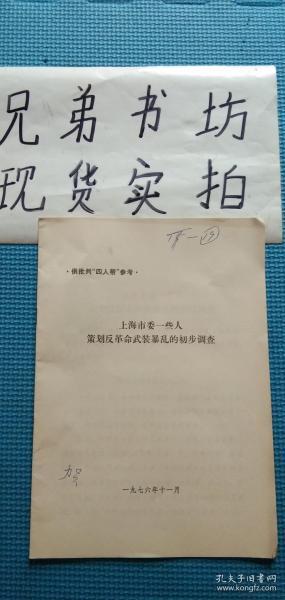 兄弟书坊
现货实拍
·供批判“四人帮”参考·
上海市委一些人
策划反革命武装暴乱的初步调查
一九七六年十一月
孔夫子旧书网